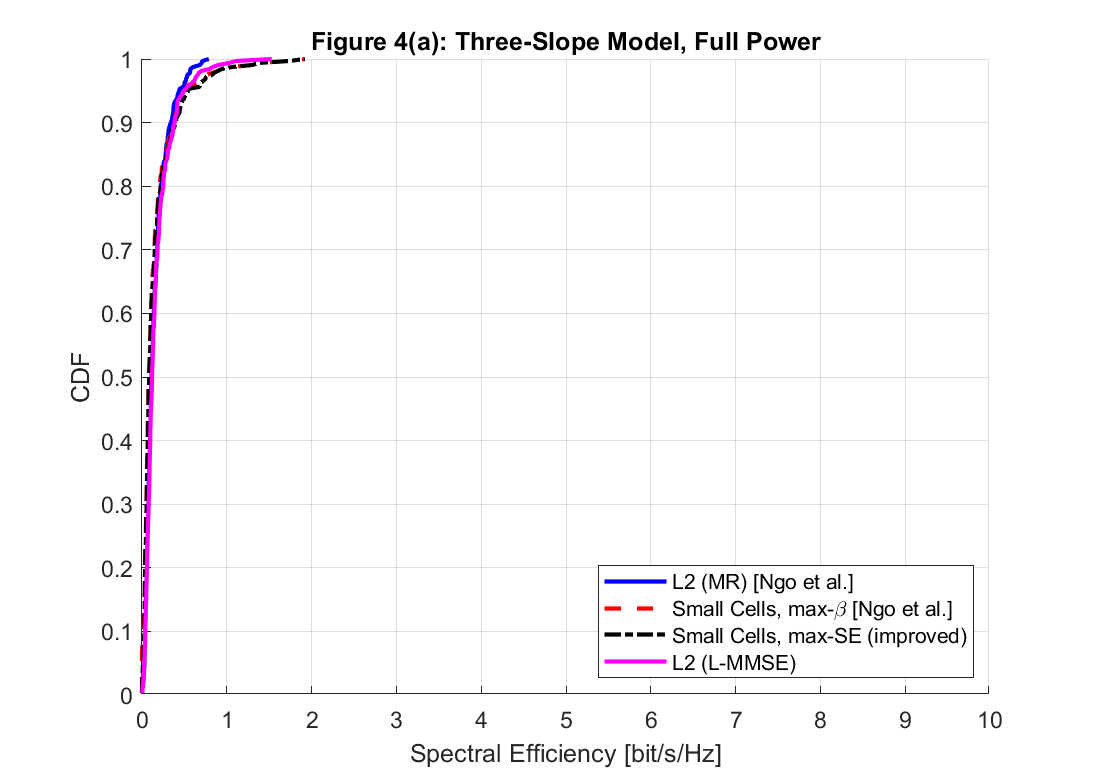 Figure 4(a): Three-Slope Model, Full Power
1
0.9
0.8
0.7
0.6
0.5
0.4
0.3
0.2
0.1
0
CDF
0 1 2 3 4 5 6 7 8 9 10
Spectral Efficiency [bit/s/Hz]
L2 (MR) [Ngo et al.]
Small Cells, max-β [Ngo et al.]
Small Cells, max-SE (improved)
L2 (L-MMSE)